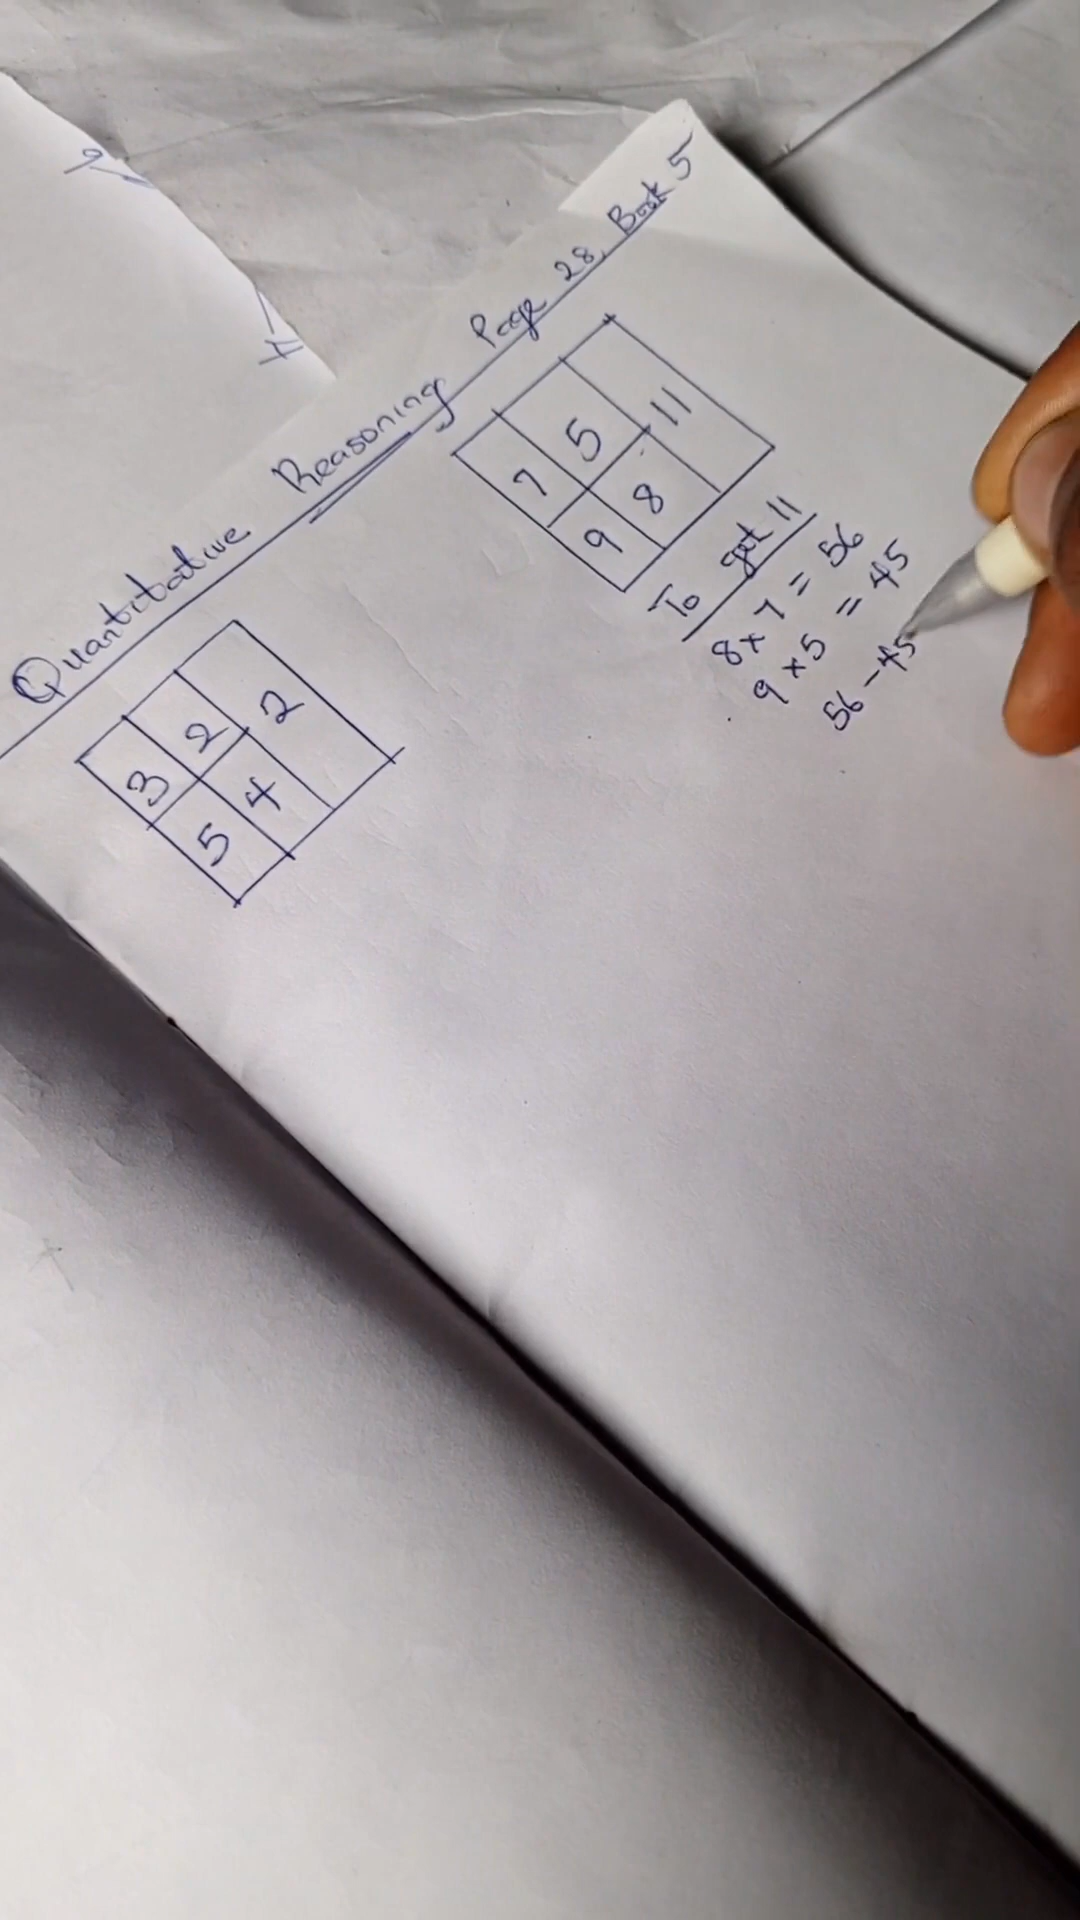 Quantitative Reasoning Page 28, Book 5
3 2
5 4
2
7 5
9 8
11
To get 11
8 x 7 = 56
9 x 5 = 45
56 - 45